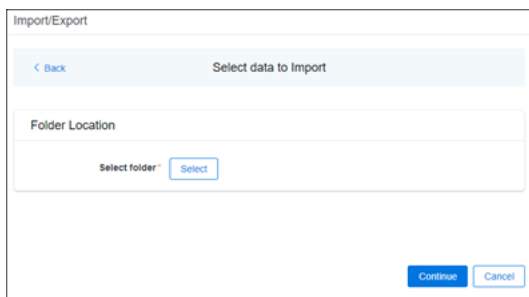 Import/Export
< Back
Select data to Import
Folder Location
Select folder* Select
Continue Cancel